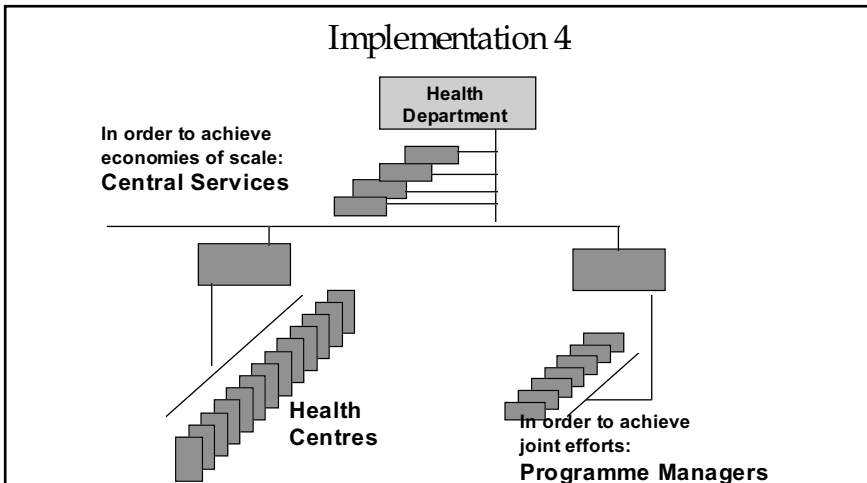 Implementation 4
Health
Department
In order to achieve
economies of scale:
Central Services
Health
Centres
In order to achieve
joint efforts:
Programme Managers